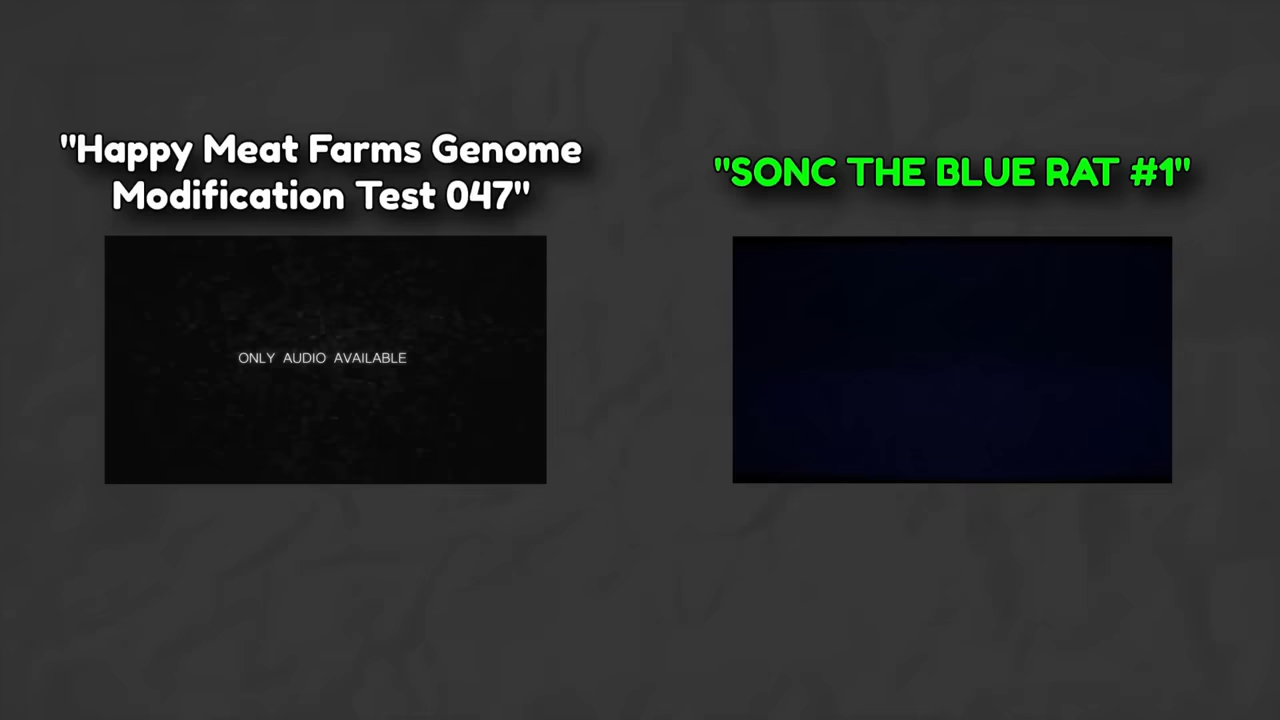 "Happy Meat Farms Genome
Modification Test 047"
"SONC THE BLUE RAT #1"
ONLY AUDIO AVAILABLE